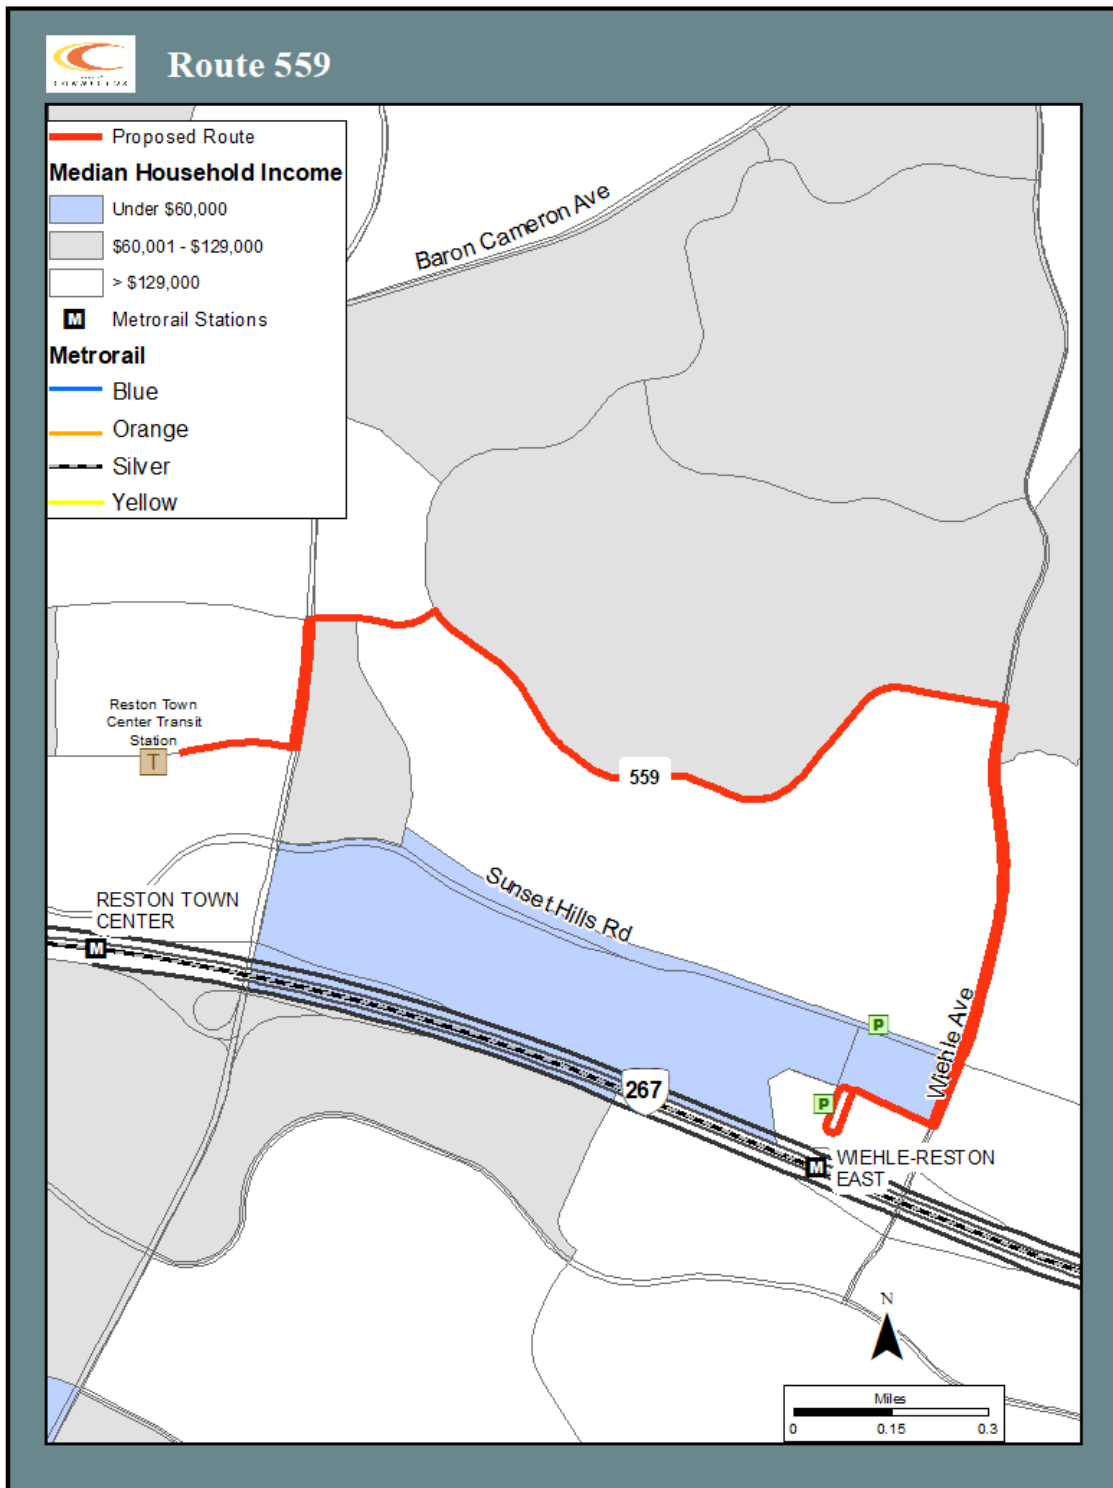 CONNECTOR
Route 559
Proposed Route
Median Household Income
Under $60,000
$60,001 - $129,000
> $129,000
M
Metrorail Stations
Metrorail
Blue
Orange
Silver
Yellow
Baron Cameron Ave
Reston Town
Center Transit
Station
T
559
Sunset Hills Rd
RESTON TOWN
CENTER
M
P
Wiehle Ave
267
P
M
WIEHLE-RESTON
EAST
N
Miles
0 0.15 0.3